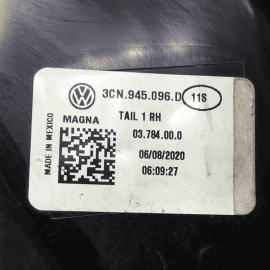 3CN.945.096.D 11S
MAGNA TAIL 1 RH
03.784.00.0
06/08/2020
06:09:27
MADE IN MEXICO